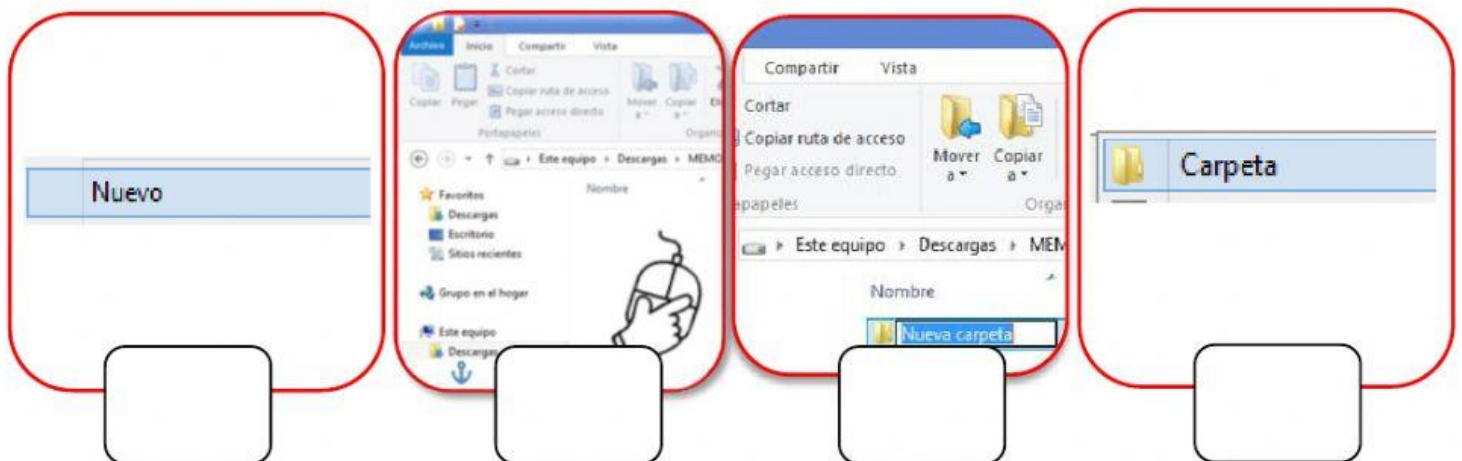 Nuevo
Archivo Inicio Compartir Vista
Copiar Pegar
Cortar
Copiar ruta de acceso
Pegar acceso directo
Mover a Copiar a
Portapapeles
Este equipo Descargas
Favoritos
Descargas
Escritorio
Sitios recientes
Grupo en el hogar
Este equipo
Descargas
Nombre
Compartir Vista
Cortar
Copiar ruta de acceso
Pegar acceso directo
Mover a Copiar a
Este equipo Descargas
Nombre
Nueva carpeta
Carpeta